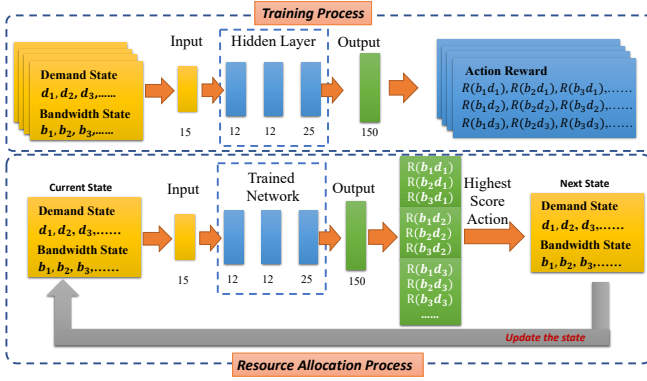 Training Process
Input
Hidden Layer
Output
Demand State
d₁, d₂, d₃,......
Bandwidth State
b₁, b₂, b₃,......
15
12
12
25
150
Action Reward
R(b₁d₁), R(b₂d₁), R(b₃d₁),......
R(b₁d₂), R(b₂d₂), R(b₃d₂),......
R(b₁d₃), R(b₂d₃), R(b₃d₃),......
Current State
Input
Trained
Network
Output
Highest
Score
Action
Next State
Demand State
d₁, d₂, d₃,......
Bandwidth State
b₁, b₂, b₃,......
15
12
12
25
150
R(b₁d₁)
R(b₂d₁)
R(b₃d₁)
R(b₁d₂)
R(b₂d₂)
R(b₃d₂)
R(b₁d₃)
R(b₂d₃)
R(b₃d₃)
......
Demand State
d₁, d₂, d₃,......
Bandwidth State
b₁, b₂, b₃,......
Update the state
Resource Allocation Process